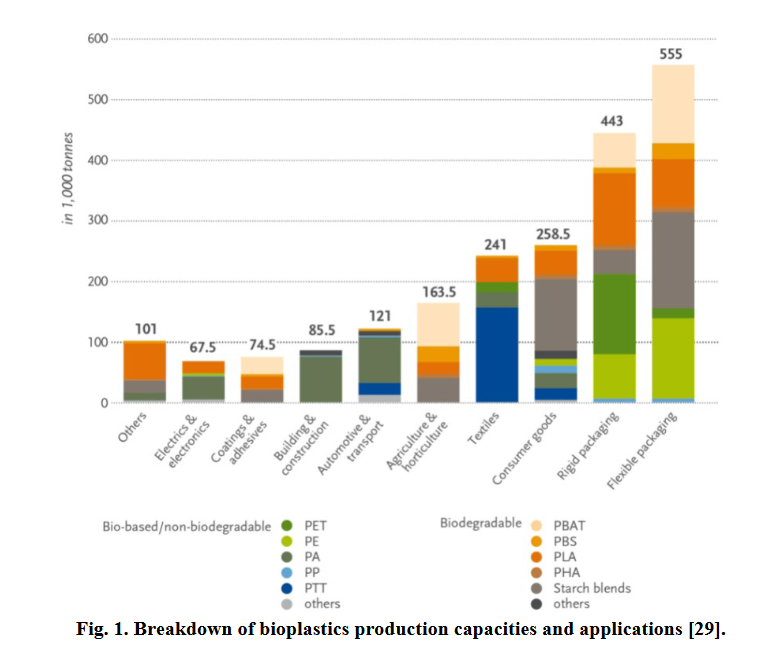 600
500
400
300
200
100
0
in 1,000 tonnes
101
67.5
74.5
85.5
121
163.5
241
258.5
443
555
Others
Electrics &
electronics
Coatings &
adhesives
Building &
construction
Automotive &
transport
Agriculture &
horticulture
Textiles
Consumer goods
Rigid packaging
Flexible packaging
Bio-based/non-biodegradable
PET
PE
PA
PP
PTT
others
Biodegradable
PBAT
PBS
PLA
PHA
Starch blends
others
Fig. 1. Breakdown of bioplastics production capacities and applications [29].